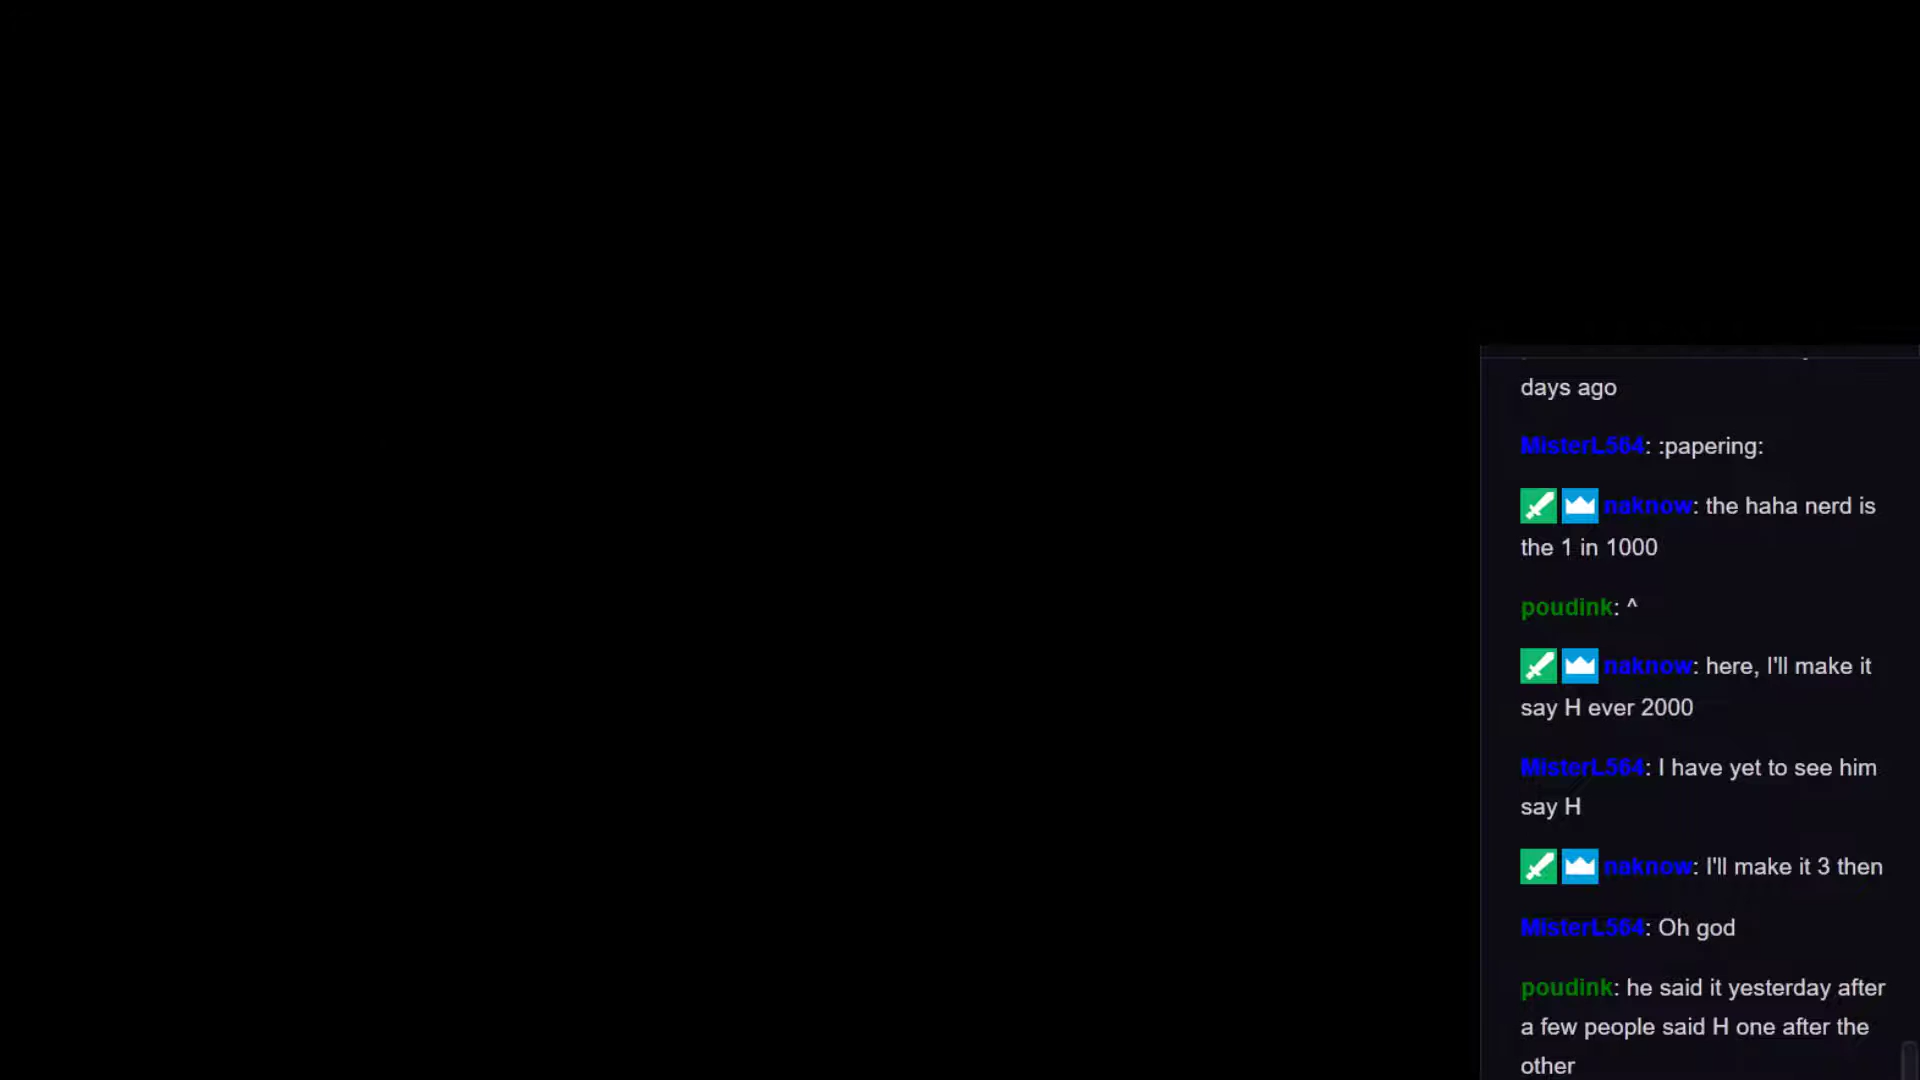 days ago
MisterL564: :papering:
naknow: the haha nerd is
the 1 in 1000
poudink: ^
naknow: here, I'll make it
say H ever 2000
MisterL564: I have yet to see him
say H
naknow: I'll make it 3 then
MisterL564: Oh god
poudink: he said it yesterday after
a few people said H one after the
other